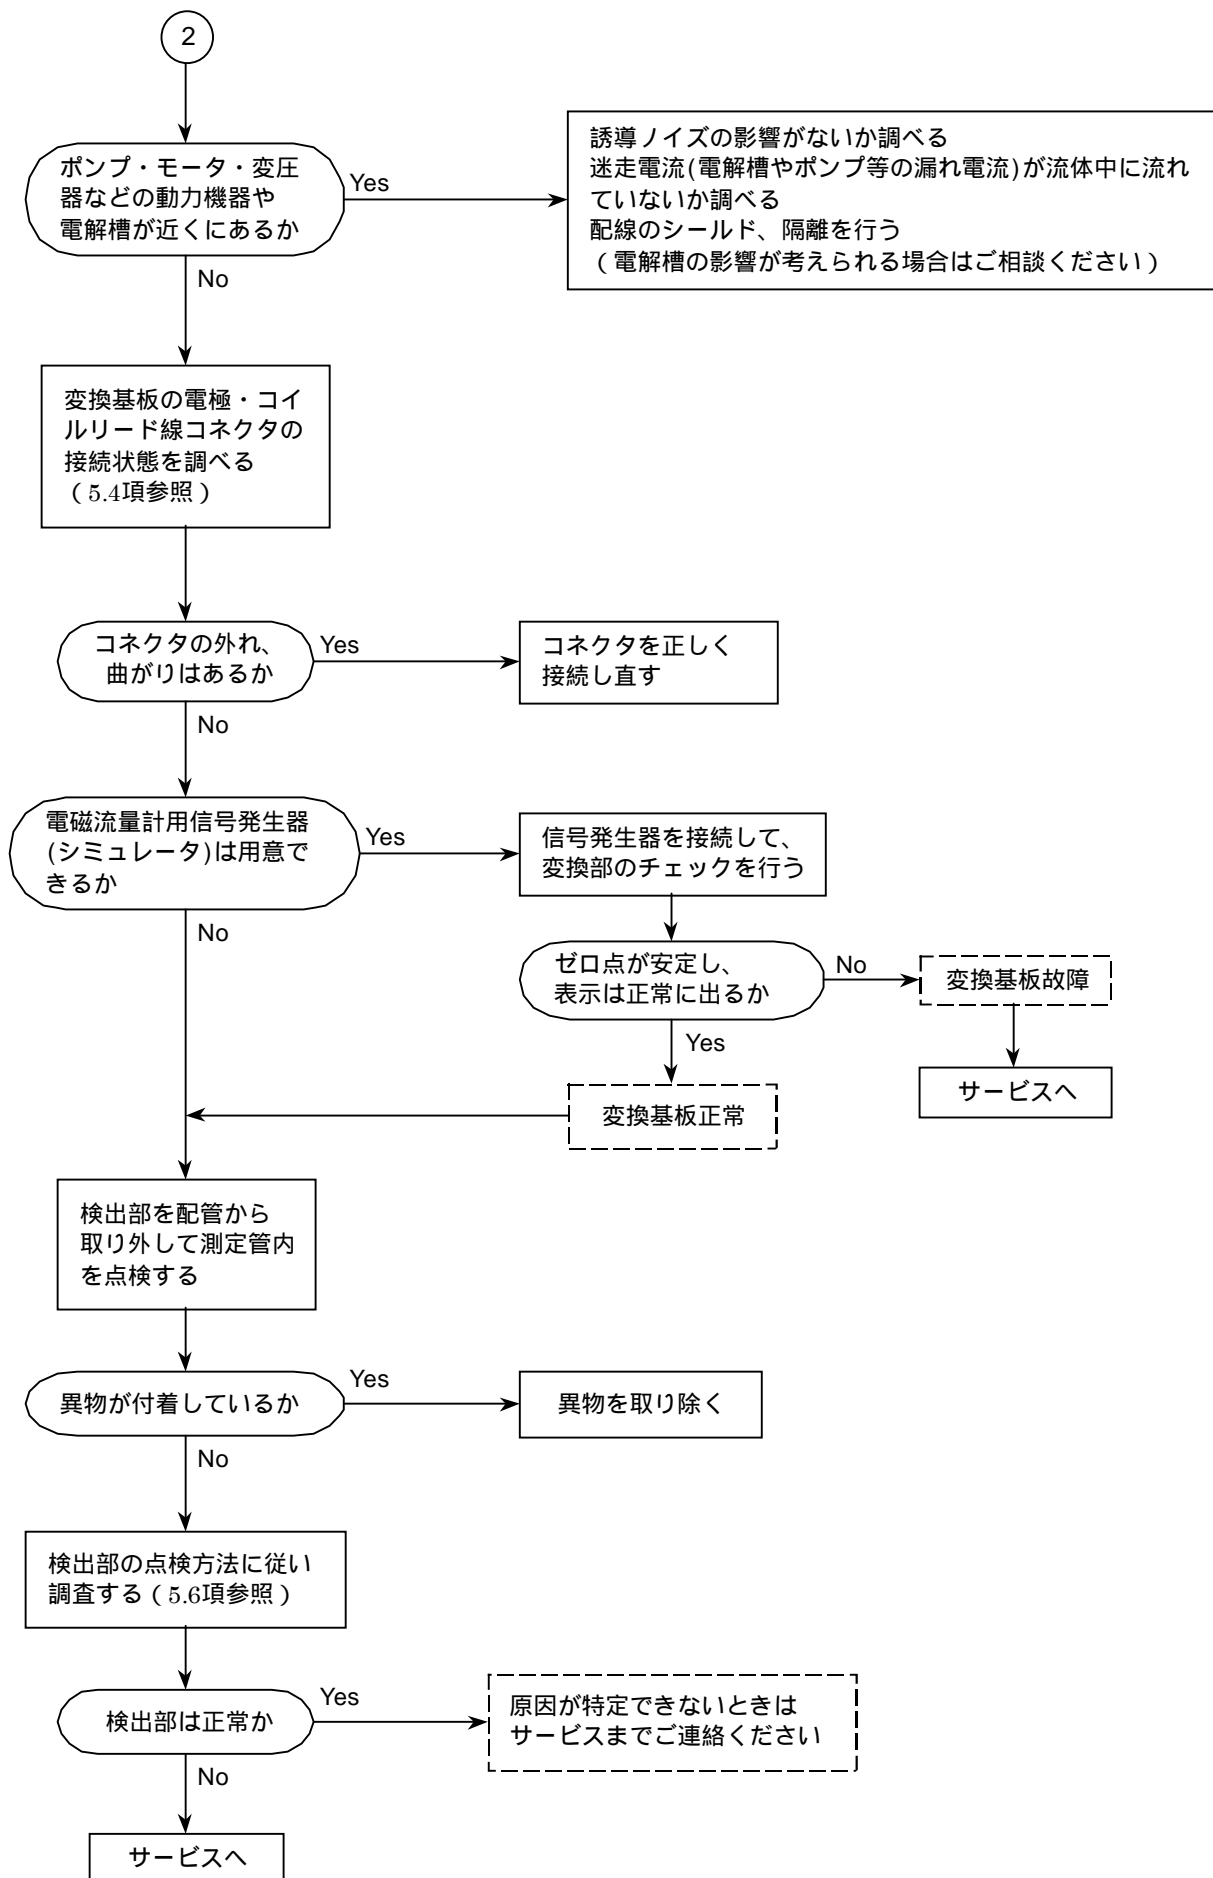 2
ポンプ・モータ・変圧
器などの動力機器や
電解槽が近くにあるか
Yes
誘導ノイズの影響がないか調べる
迷走電流(電解槽やポンプ等の漏れ電流)が流体中に流れ
ていないか調べる
配線のシールド、隔離を行う
(電解槽の影響が考えられる場合はご相談ください)
No
変換基板の電極・コイ
ルリード線コネクタの
接続状態を調べる
(5.4項参照)
コネクタの外れ、
曲がりはあるか
Yes
コネクタを正しく
接続し直す
No
電磁流量計用信号発生器
(シミュレータ)は用意で
きるか
Yes
信号発生器を接続して、
変換部のチェックを行う
No
ゼロ点が安定し、
表示は正常に出るか
No
変換基板故障
サービスへ
Yes
変換基板正常
検出部を配管から
取り外して測定管内
を点検する
異物が付着しているか
Yes
異物を取り除く
No
検出部の点検方法に従い
調査する(5.6項参照)
検出部は正常か
Yes
原因が特定できないときは
サービスまでご連絡ください
No
サービスへ